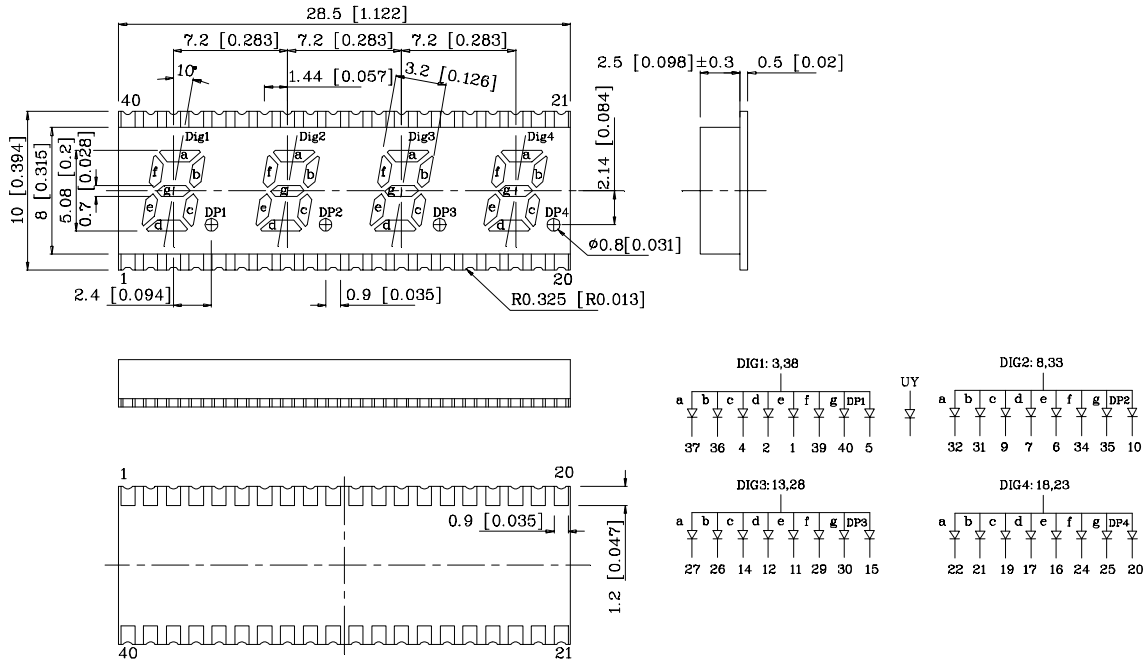 28.5 [1.122]
7.2 [0.283] 7.2 [0.283] 7.2 [0.283]
10° 1.44 [0.057] 3.2 [0.126]
40 21
Dig1 Dig2 Dig3 Dig4
a a a a
f b f b f b f b
g g g g
e c e c e c e c
d d d d
DP1 DP2 DP3 DP4
10 [0.394]
8 [0.315]
5.08 [0.2]
0.7 [0.028]
2.14 [0.084]
ø0.8[0.031]
1 20
2.4 [0.094] 0.9 [0.035] R0.325 [R0.013]
2.5 [0.098]±0.3 0.5 [0.02]
DIG1: 3,38
a b c d e f g DP1
37 36 4 2 1 39 40 5
UY
DIG2: 8,33
a b c d e f g DP2
32 31 9 7 6 34 35 10
DIG3: 13,28
a b c d e f g DP3
27 26 14 12 11 29 30 15
DIG4: 18,23
a b c d e f g DP4
22 21 19 17 16 24 25 20
1 20
0.9 [0.035]
1.2 [0.047]
40 21